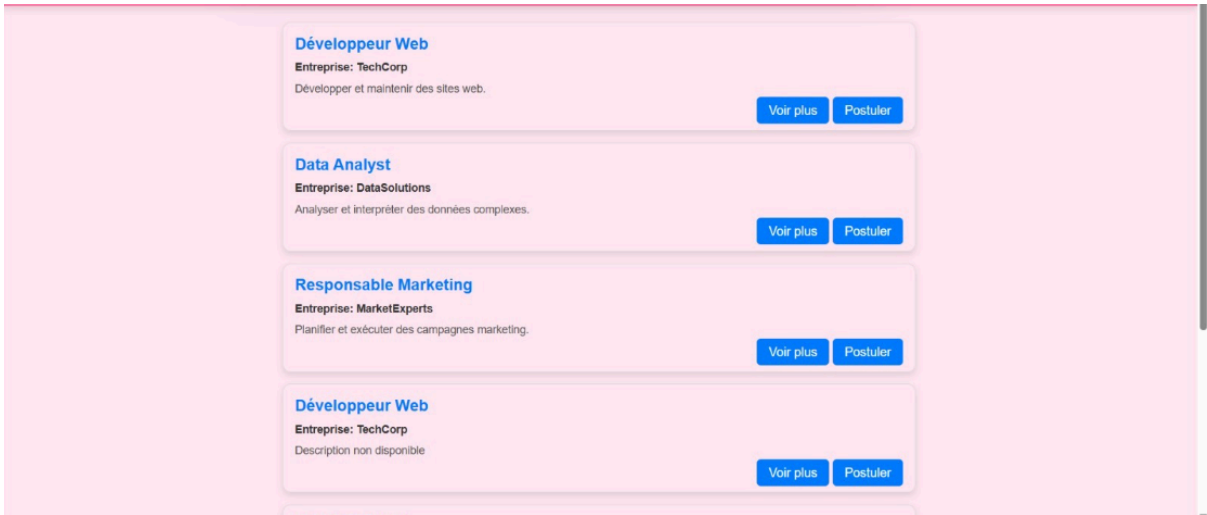 Développeur Web
Entreprise: TechCorp
Développer et maintenir des sites web.
Voir plus Postuler
Data Analyst
Entreprise: DataSolutions
Analyser et interpréter des données complexes.
Voir plus Postuler
Responsable Marketing
Entreprise: MarketExperts
Planifier et exécuter des campagnes marketing.
Voir plus Postuler
Développeur Web
Entreprise: TechCorp
Description non disponible
Voir plus Postuler